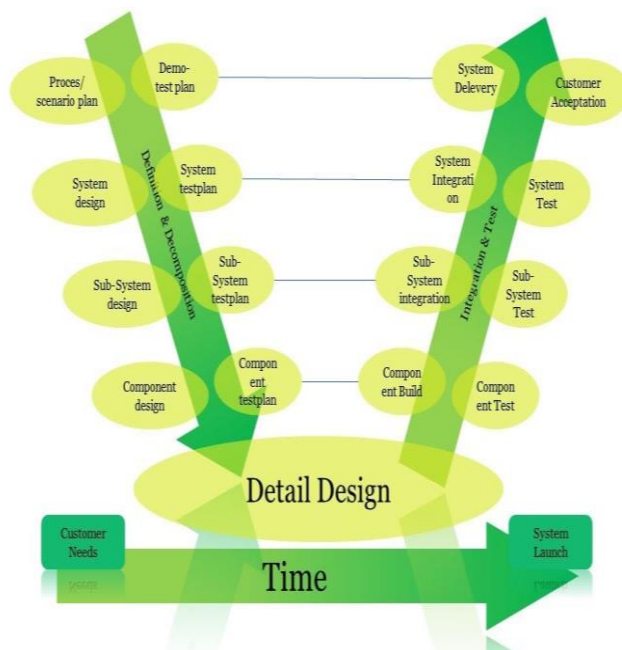 Proces/
scenario plan
Demo-
test plan
System
Delevery
Customer
Acceptation
System
design
System
testplan
System
Integrati
on
System
Test
Definition & Decomposition
Integration & Test
Sub-System
design
Sub-
System
testplan
Sub-
System
integration
Sub-
System
Test
Component
design
Compon
ent
testplan
Compon
ent Build
Compon
ent Test
Detail Design
Customer
Needs
System
Launch
Time